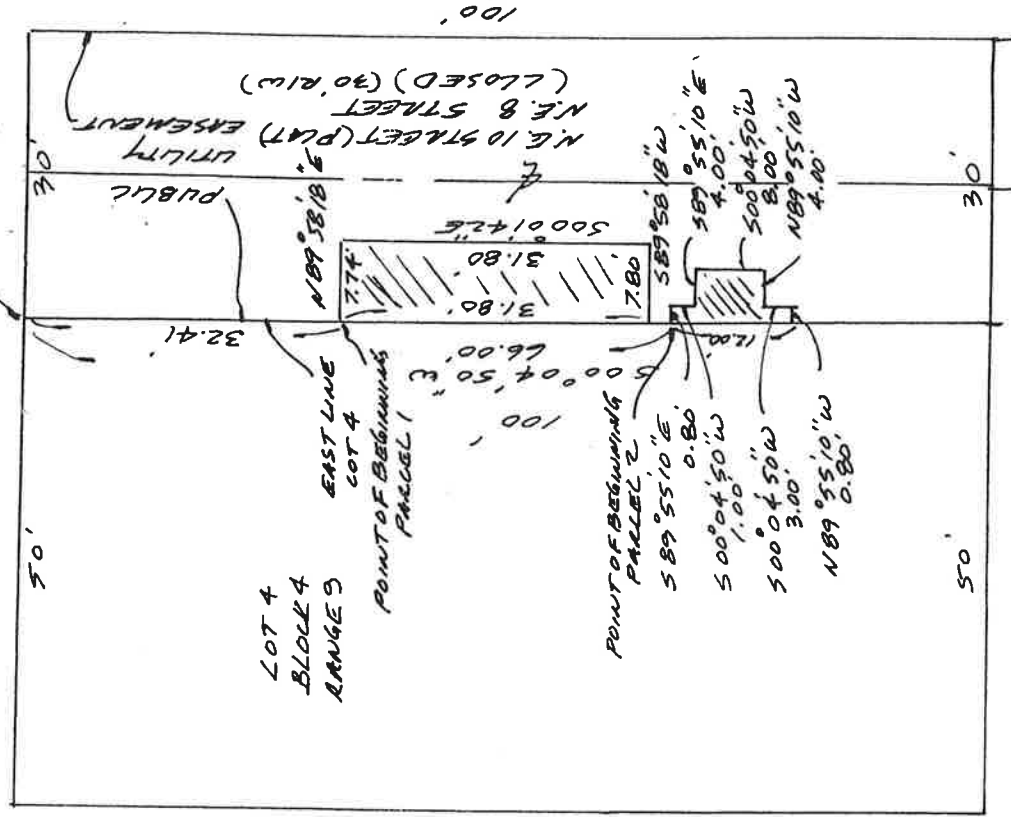 100'
N.E. 10 STREET (PLAT)
N.E. 8 STREET
(CLOSED) (30' R/W)
PUBLIC
UTILITY
EASEMENT
30'
N89°58'18"E
S00°01'42"E
7.74'
31.80'
31.80'
7.80'
S89°58'18"W
S89°55'10"E
4.00'
S00°04'50"W
8.00'
N89°55'10"W
4.00'
30'
32.41'
EAST LINE
LOT 4
POINT OF BEGINNING
PARCEL 1
66.00'
S00°04'50"W
100'
12.00'
POINT OF BEGINNING
PARCEL 2
S89°55'10"E
0.80'
S00°04'50"W
1.00'
S00°04'50"W
3.00'
N89°55'10"W
0.80'
50'
LOT 4
BLOCK 4
RANGE 3
50'